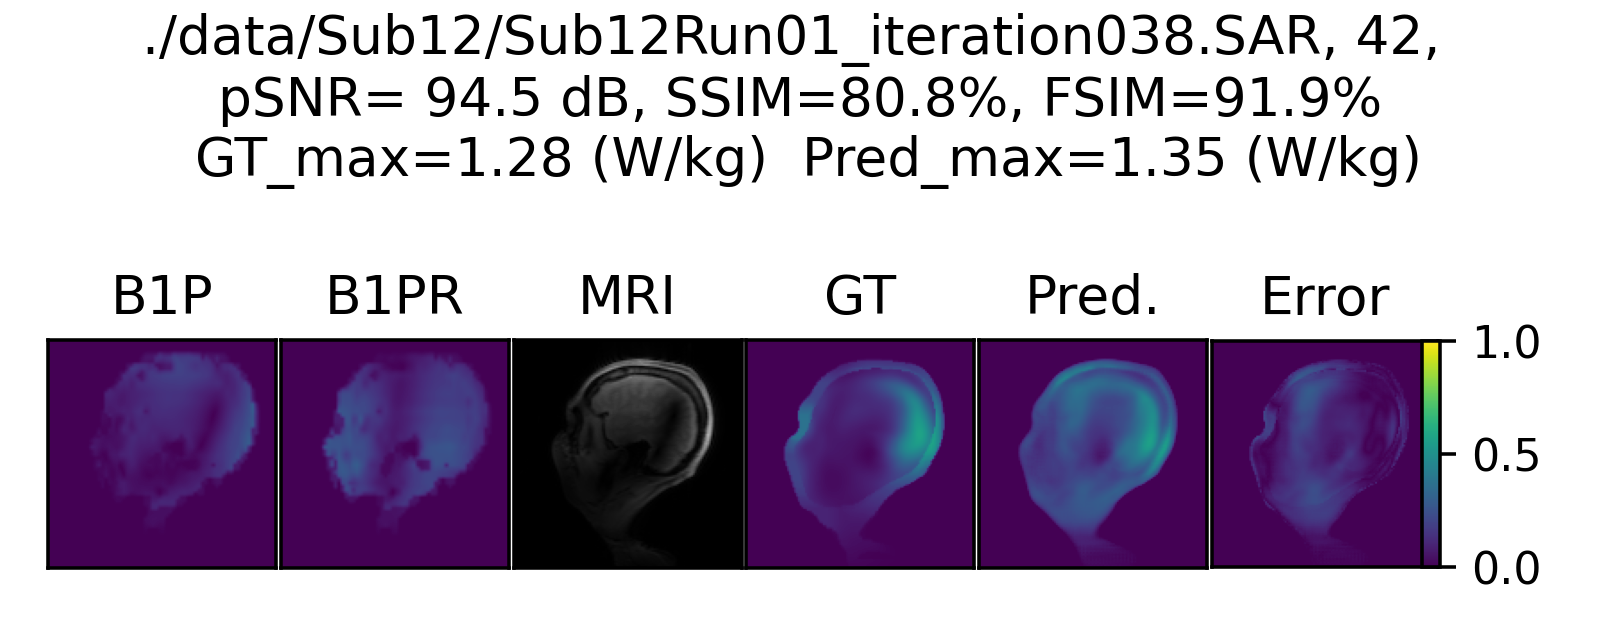 ./data/Sub12/Sub12Run01_iteration038.SAR, 42,
pSNR= 94.5 dB, SSIM=80.8%, FSIM=91.9%
GT_max=1.28 (W/kg)  Pred_max=1.35 (W/kg)
B1P B1PR MRI GT Pred. Error
1.0
0.5
0.0